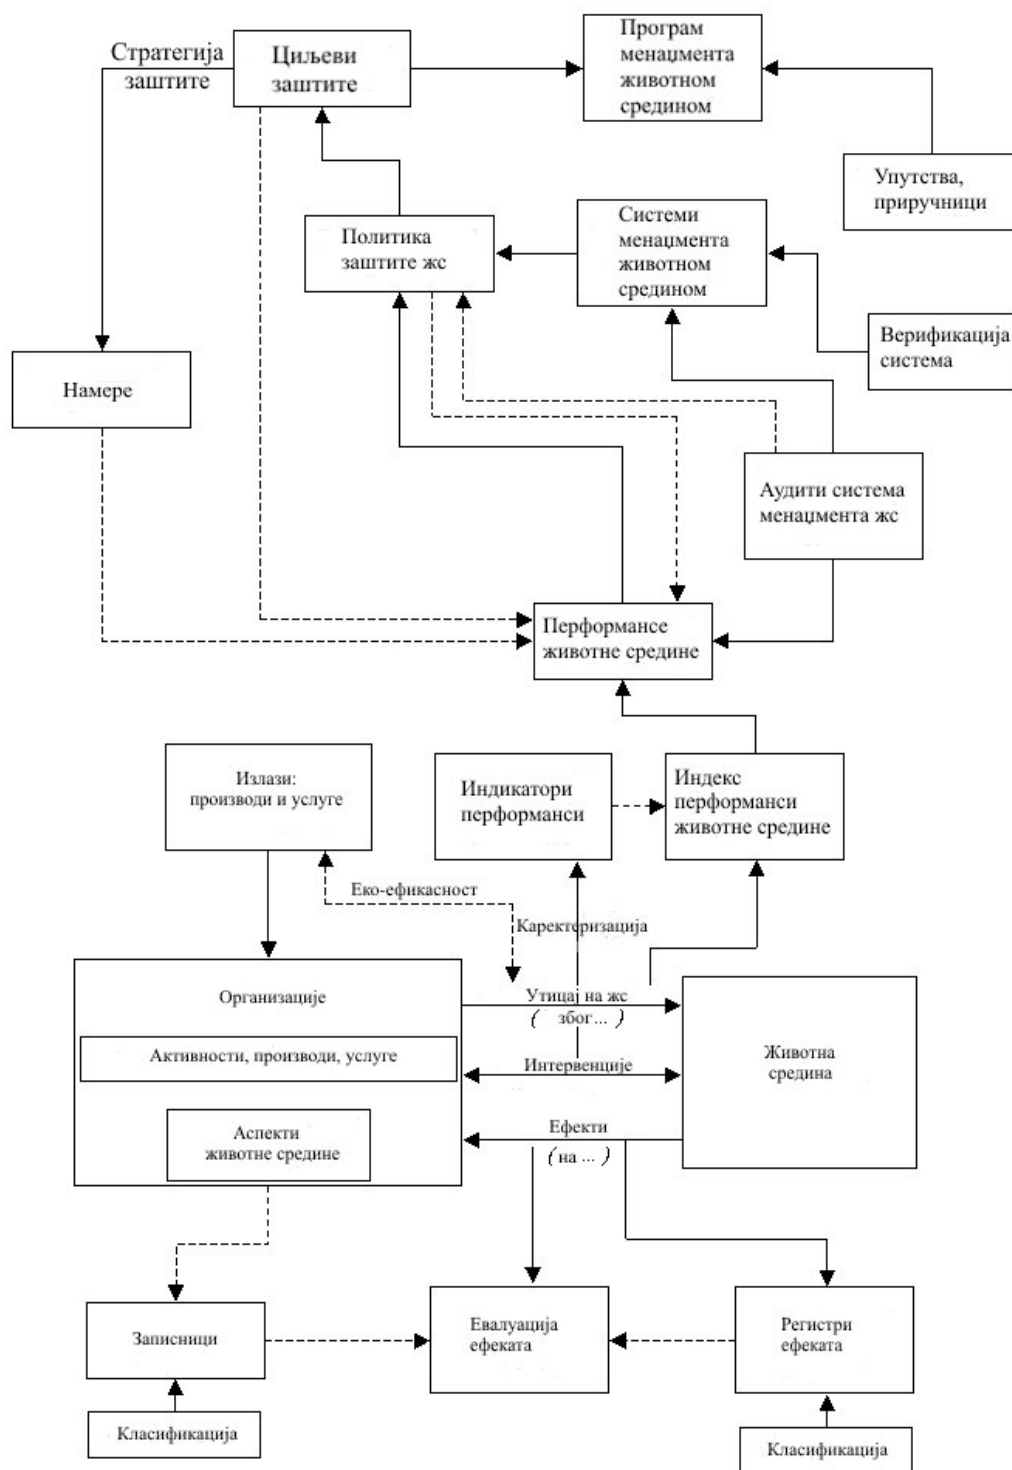 Стратегија
заштите
Циљеви
заштите
Програм
менаџмента
животном
средином
Упутства,
приручници
Политика
заштите жс
Системи
менаџмента
животном
средином
Верификација
система
Намере
Аудити система
менаџмента жс
Перформансе
животне средине
Излази:
производи и услуге
Индикатори
перформанси
Индекс
перформанси
животне средине
Еко-ефикасност
Каректеризација
Организације
Утицај на жс
( због... )
Активности, производи, услуге
Интервенције
Животна
средина
Аспекти
животне средине
Ефекти
(на ... )
Записници
Евалуација
ефеката
Регистри
ефеката
Класификација
Класификација